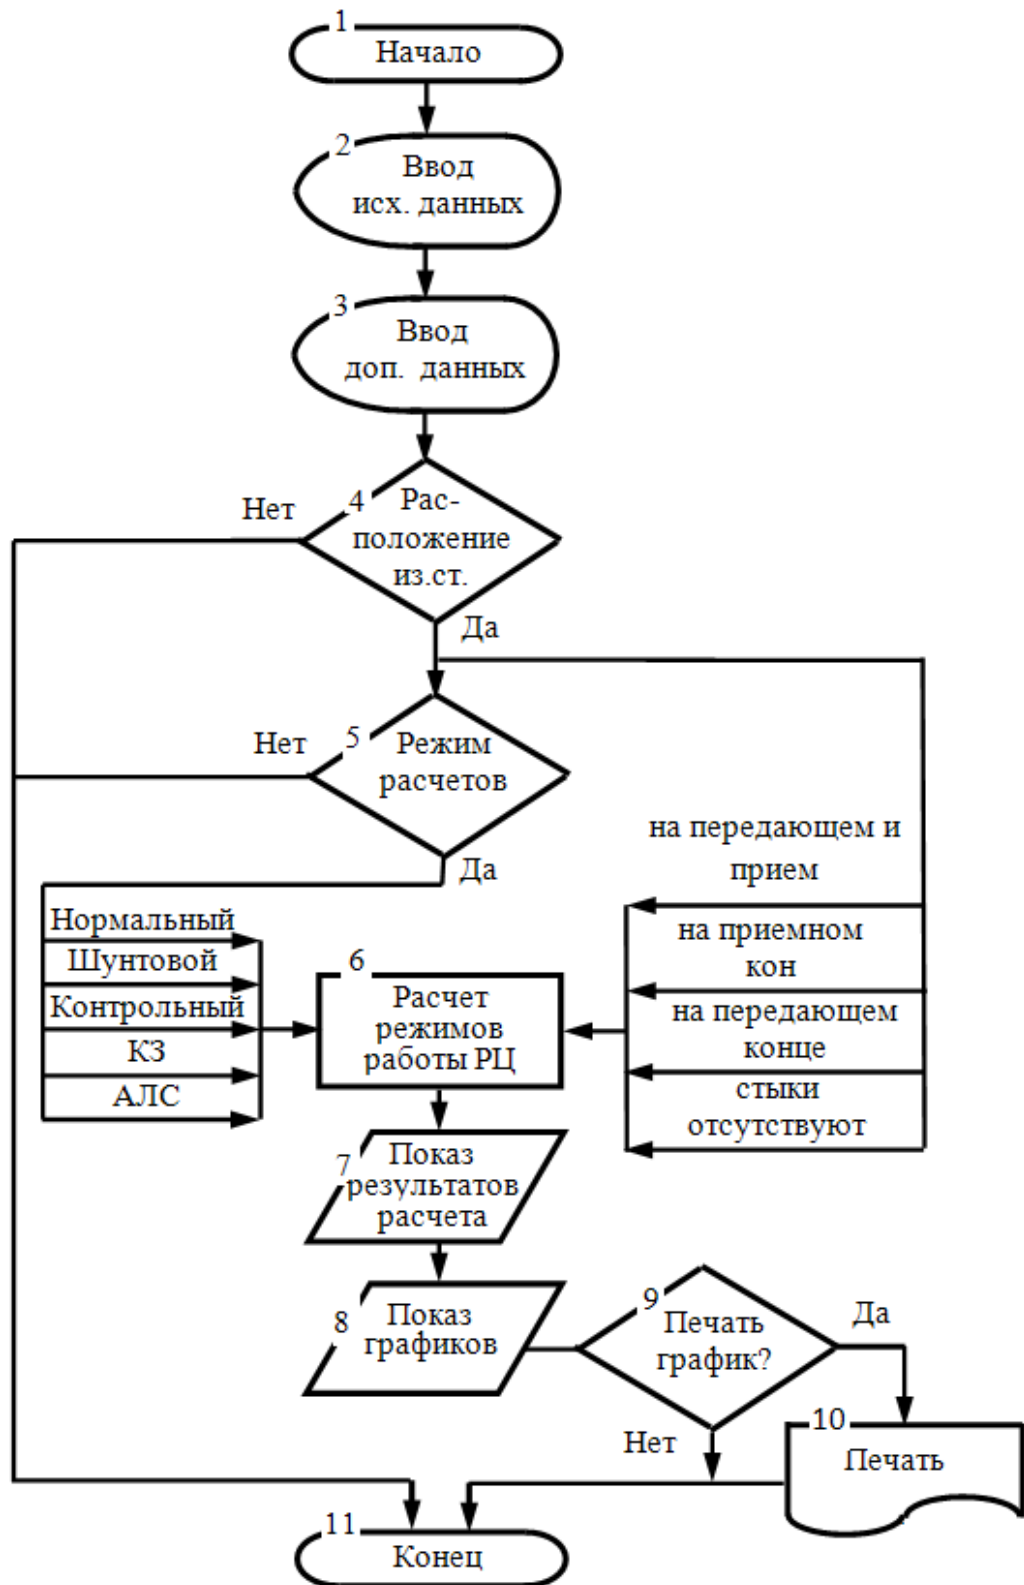 1
Начало
2
Ввод
исх. данных
3
Ввод
доп. данных
Нет
4
Рас-
положение
из.ст.
Да
Нет
5
Режим
расчетов
Да
на передающем и
прием
на приемном
кон
на передающем
конце
стыки
отсутствуют
Нормальный
Шунтовой
Контрольный
КЗ
АЛС
6
Расчет
режимов
работы РЦ
7
Показ
результатов
расчета
8
Показ
графиков
9
Печать
график?
Да
Нет
10
Печать
11
Конец